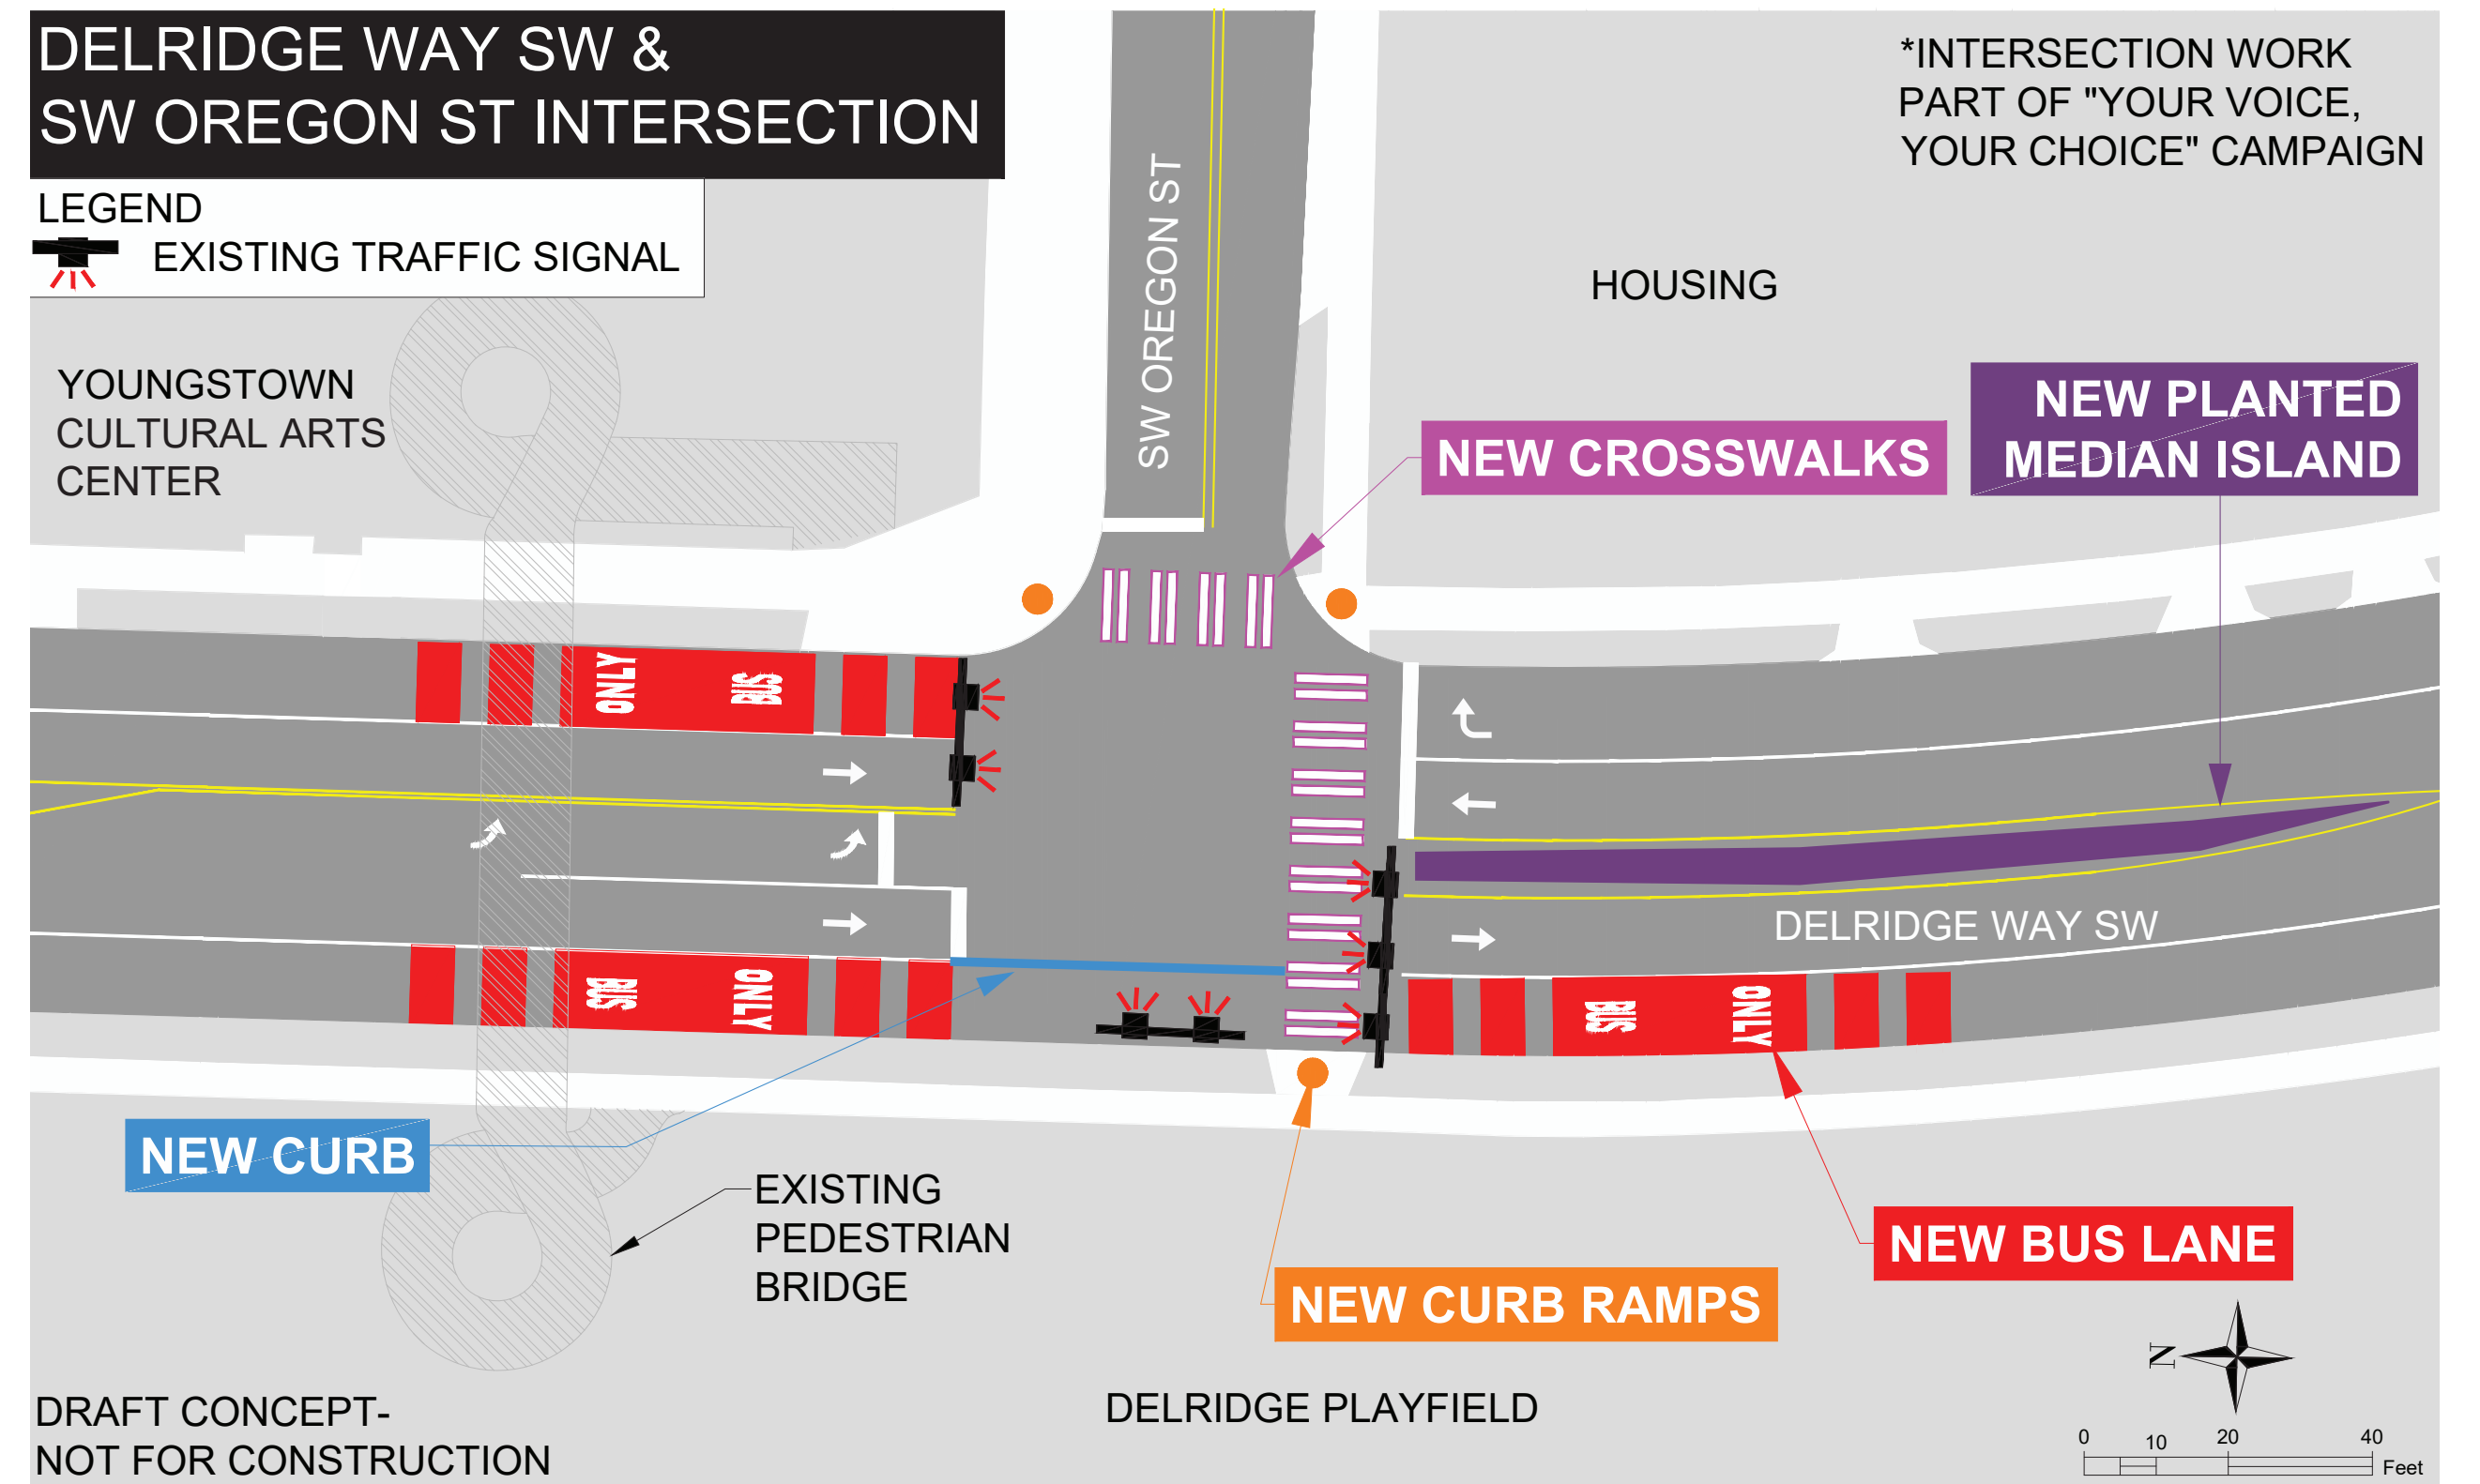 DELRIDGE WAY SW &
SW OREGON ST INTERSECTION
*INTERSECTION WORK
PART OF "YOUR VOICE,
YOUR CHOICE" CAMPAIGN
LEGEND
EXISTING TRAFFIC SIGNAL
SW OREGON ST
HOUSING
YOUNGSTOWN
CULTURAL ARTS
CENTER
NEW CROSSWALKS
NEW PLANTED
MEDIAN ISLAND
ONLY
BUS
DELRIDGE WAY SW
BUS
ONLY
BUS
ONLY
NEW CURB
EXISTING
PEDESTRIAN
BRIDGE
NEW BUS LANE
NEW CURB RAMPS
N
DELRIDGE PLAYFIELD
DRAFT CONCEPT-
NOT FOR CONSTRUCTION
0 10 20 40
Feet